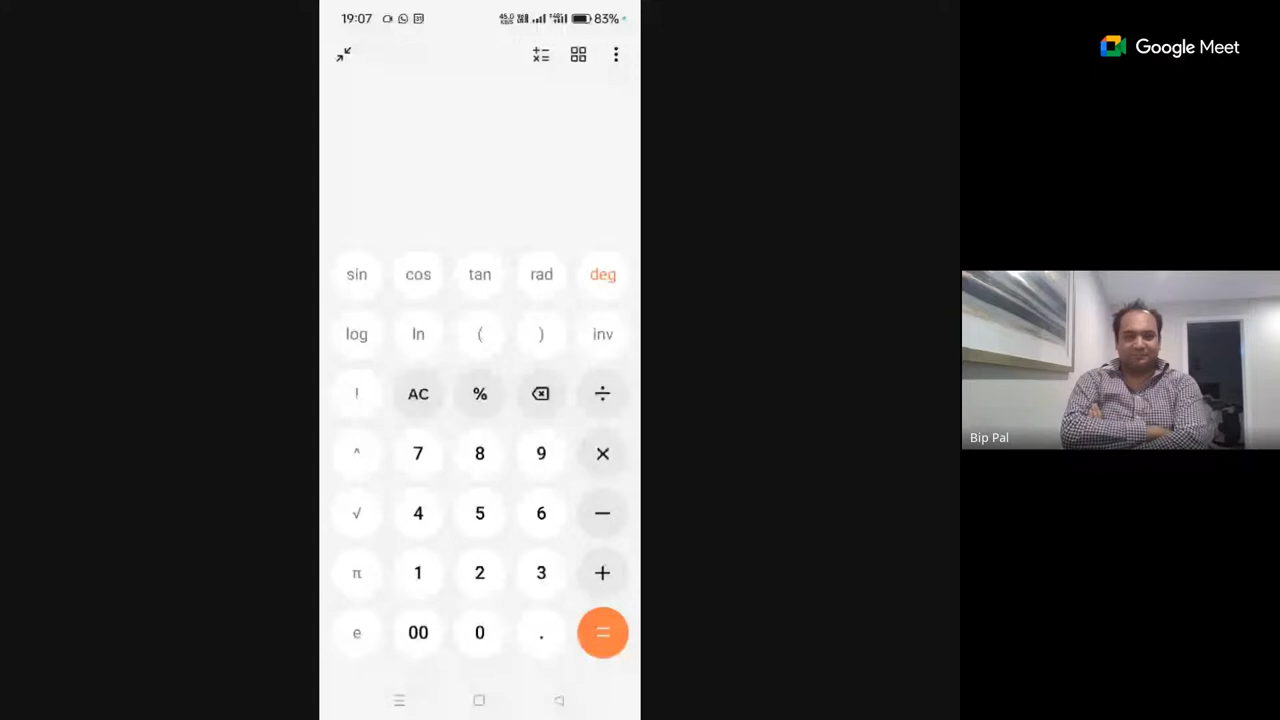 19:07 83%
Google Meet
sin cos tan rad deg
log ln ( ) inv
! AC % ÷
^ 7 8 9 ×
√ 4 5 6 −
π 1 2 3 +
e 00 0 . =
Bip Pal